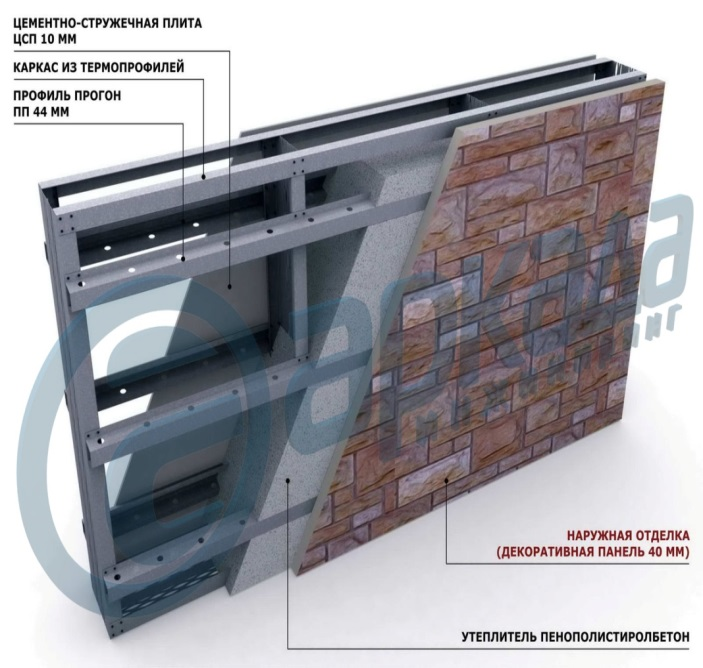 ЦЕМЕНТНО-СТРУЖЕЧНАЯ ПЛИТА
ЦСП 10 ММ
КАРКАС ИЗ ТЕРМОПРОФИЛЕЙ
ПРОФИЛЬ ПРОГОН
ПП 44 ММ
аркада
НАРУЖНАЯ ОТДЕЛКА
(ДЕКОРАТИВНАЯ ПАНЕЛЬ 40 ММ)
УТЕПЛИТЕЛЬ ПЕНОПОЛИСТИРОЛБЕТОН